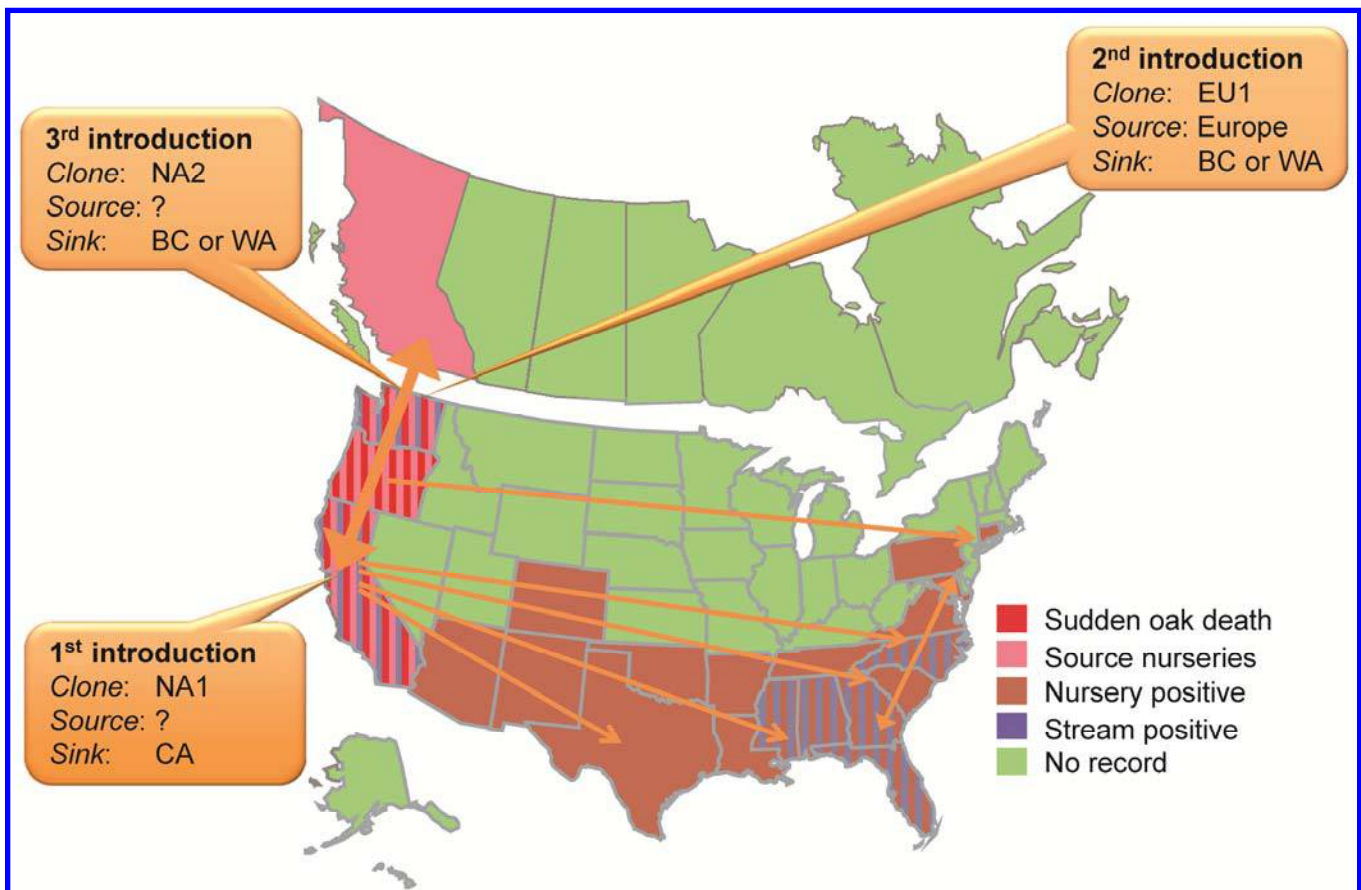 2nd introduction
Clone: EU1
Source: Europe
Sink: BC or WA
3rd introduction
Clone: NA2
Source: ?
Sink: BC or WA
1st introduction
Clone: NA1
Source: ?
Sink: CA
Sudden oak death
Source nurseries
Nursery positive
Stream positive
No record